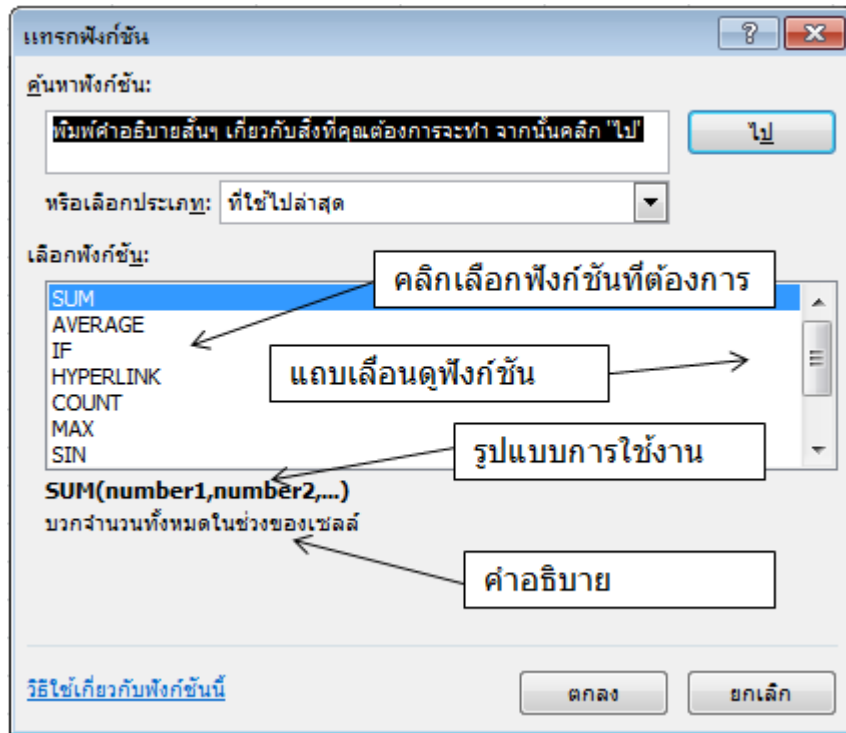 แทรกฟังก์ชัน
ค้นหาฟังก์ชัน:
พิมพ์คำอธิบายสั้นๆ เกี่ยวกับสิ่งที่คุณต้องการจะทำ จากนั้นคลิก 'ไป'
ไป
หรือเลือกประเภท: ที่ใช้ไปล่าสุด
เลือกฟังก์ชัน:
คลิกเลือกฟังก์ชันที่ต้องการ
SUM
AVERAGE
IF
HYPERLINK
แถบเลื่อนดูฟังก์ชัน
COUNT
MAX
SIN
รูปแบบการใช้งาน
SUM(number1,number2,...)
บวกจำนวนทั้งหมดในช่วงของเซลล์
คำอธิบาย
วิธีใช้เกี่ยวกับฟังก์ชันนี้
ตกลง
ยกเลิก